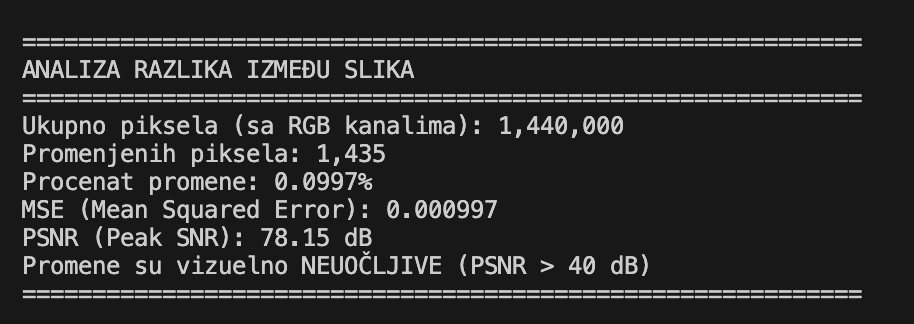 ============================================================
ANALIZA RAZLIKA IZMEĐU SLIKA
============================================================
Ukupno piksela (sa RGB kanalima): 1,440,000
Promenjenih piksela: 1,435
Procenat promene: 0.0997%
MSE (Mean Squared Error): 0.000997
PSNR (Peak SNR): 78.15 dB
Promene su vizuelno NEUOČLJIVE (PSNR > 40 dB)
============================================================